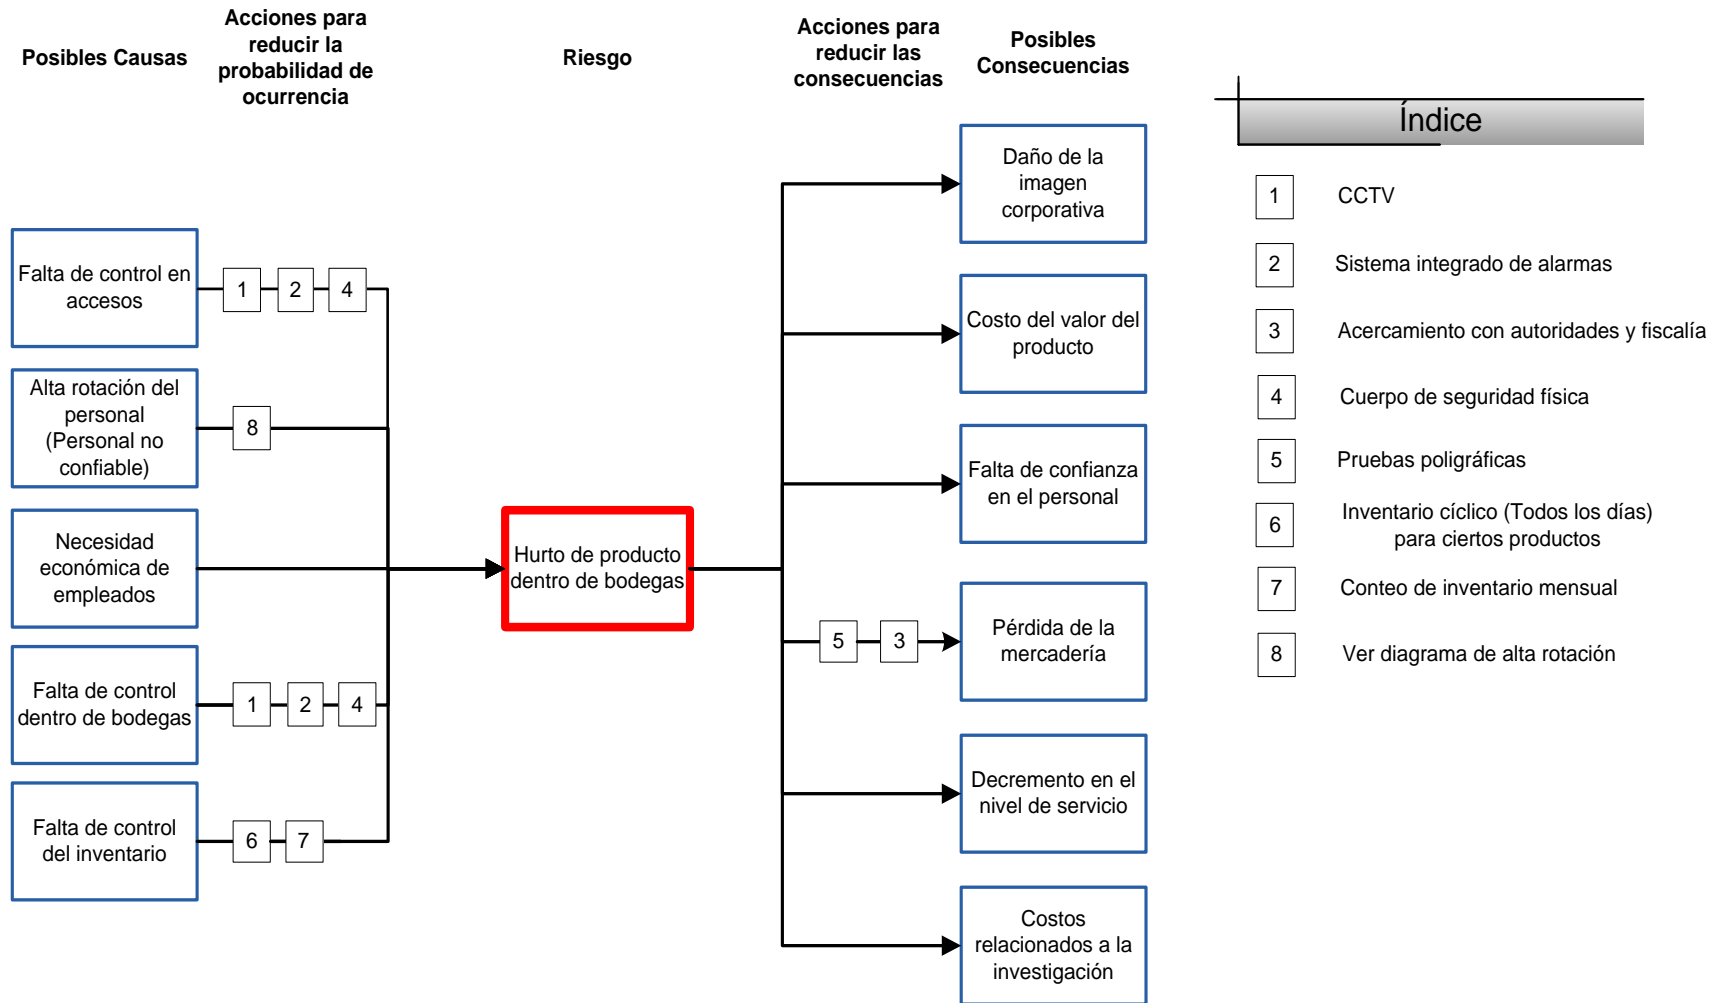 Posibles Causas
Acciones para
reducir la
probabilidad de
ocurrencia
Riesgo
Acciones para
reducir las
consecuencias
Posibles
Consecuencias
Falta de control en
accesos
1
2
4
Alta rotación del
personal
(Personal no
confiable)
8
Necesidad
económica de
empleados
Falta de control
dentro de bodegas
1
2
4
Falta de control
del inventario
6
7
Hurto de producto
dentro de bodegas
Daño de la
imagen
corporativa
Costo del valor del
producto
Falta de confianza
en el personal
5
3
Pérdida de la
mercadería
Decremento en el
nivel de servicio
Costos
relacionados a la
investigación
Índice
1 CCTV
2 Sistema integrado de alarmas
3 Acercamiento con autoridades y fiscalía
4 Cuerpo de seguridad física
5 Pruebas poligráficas
6 Inventario cíclico (Todos los días)
para ciertos productos
7 Conteo de inventario mensual
8 Ver diagrama de alta rotación